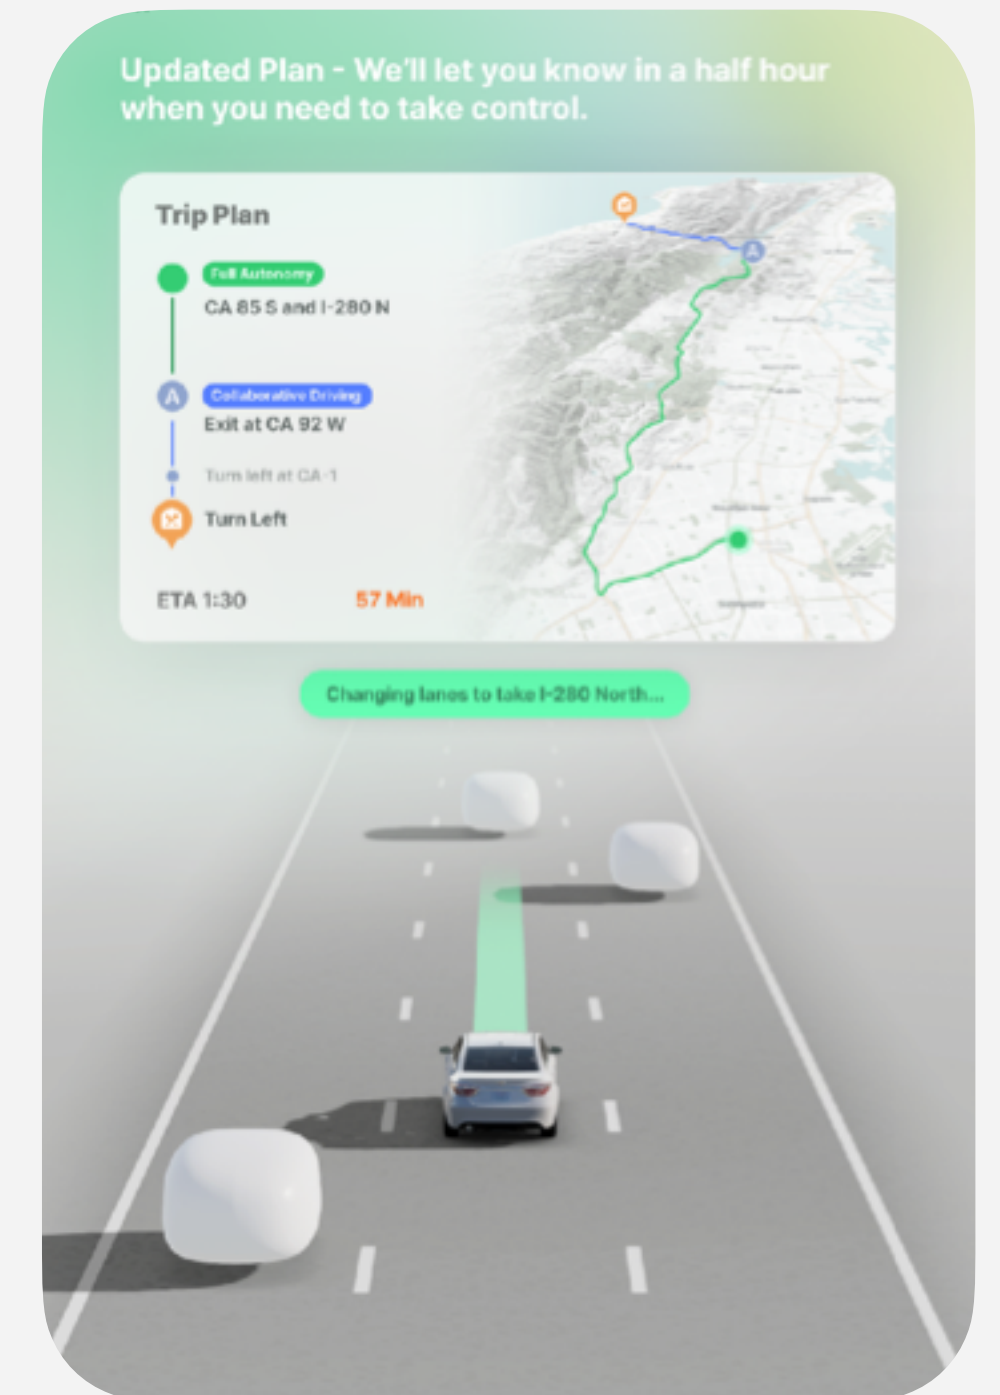 Updated Plan - We'll let you know in a half hour
when you need to take control.
Trip Plan
Full Autonomy
CA 85 S and I-280 N
A
Collaborative Driving
Exit at CA 92 W
Turn left at CA-1
Turn Left
ETA 1:30
57 Min
A
Changing lanes to take I-280 North...